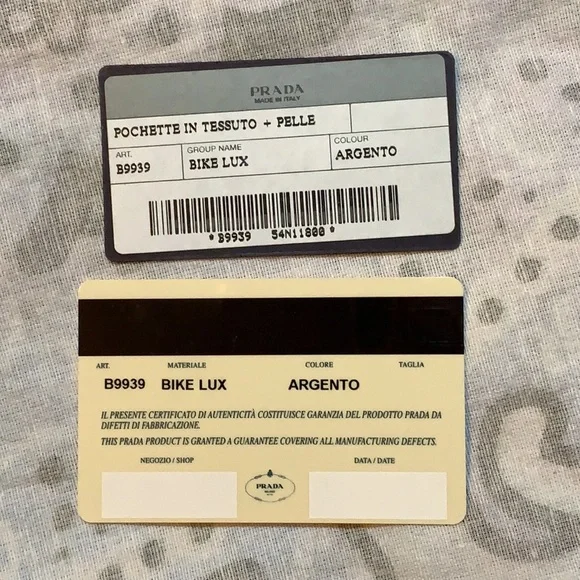 PRADA
MADE IN ITALY
POCHETTE IN TESSUTO + PELLE
ART. GROUP NAME COLOUR
B9939 BIKE LUX ARGENTO
*B9939 54N11800*
ART. MATERIALE COLORE TAGLIA
B9939 BIKE LUX ARGENTO
IL PRESENTE CERTIFICATO DI AUTENTICITÀ COSTITUISCE GARANZIA DEL PRODOTTO PRADA DA
DIFETTI DI FABBRICAZIONE.
THIS PRADA PRODUCT IS GRANTED A GUARANTEE COVERING ALL MANUFACTURING DEFECTS.
NEGOZIO / SHOP DATA / DATE
PRADA